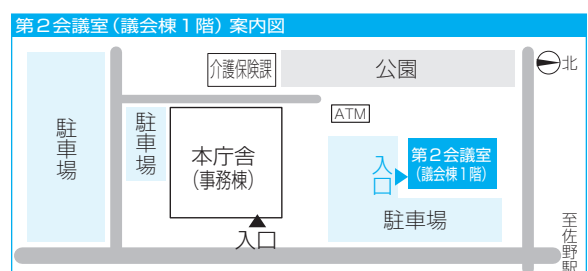 第2会議室(議会棟1階)案内図
介護保険課
公園
北
ATM
駐車場
駐車場
本庁舎
(事務棟)
入口
入口
第2会議室
(議会棟1階)
駐車場
至佐野駅